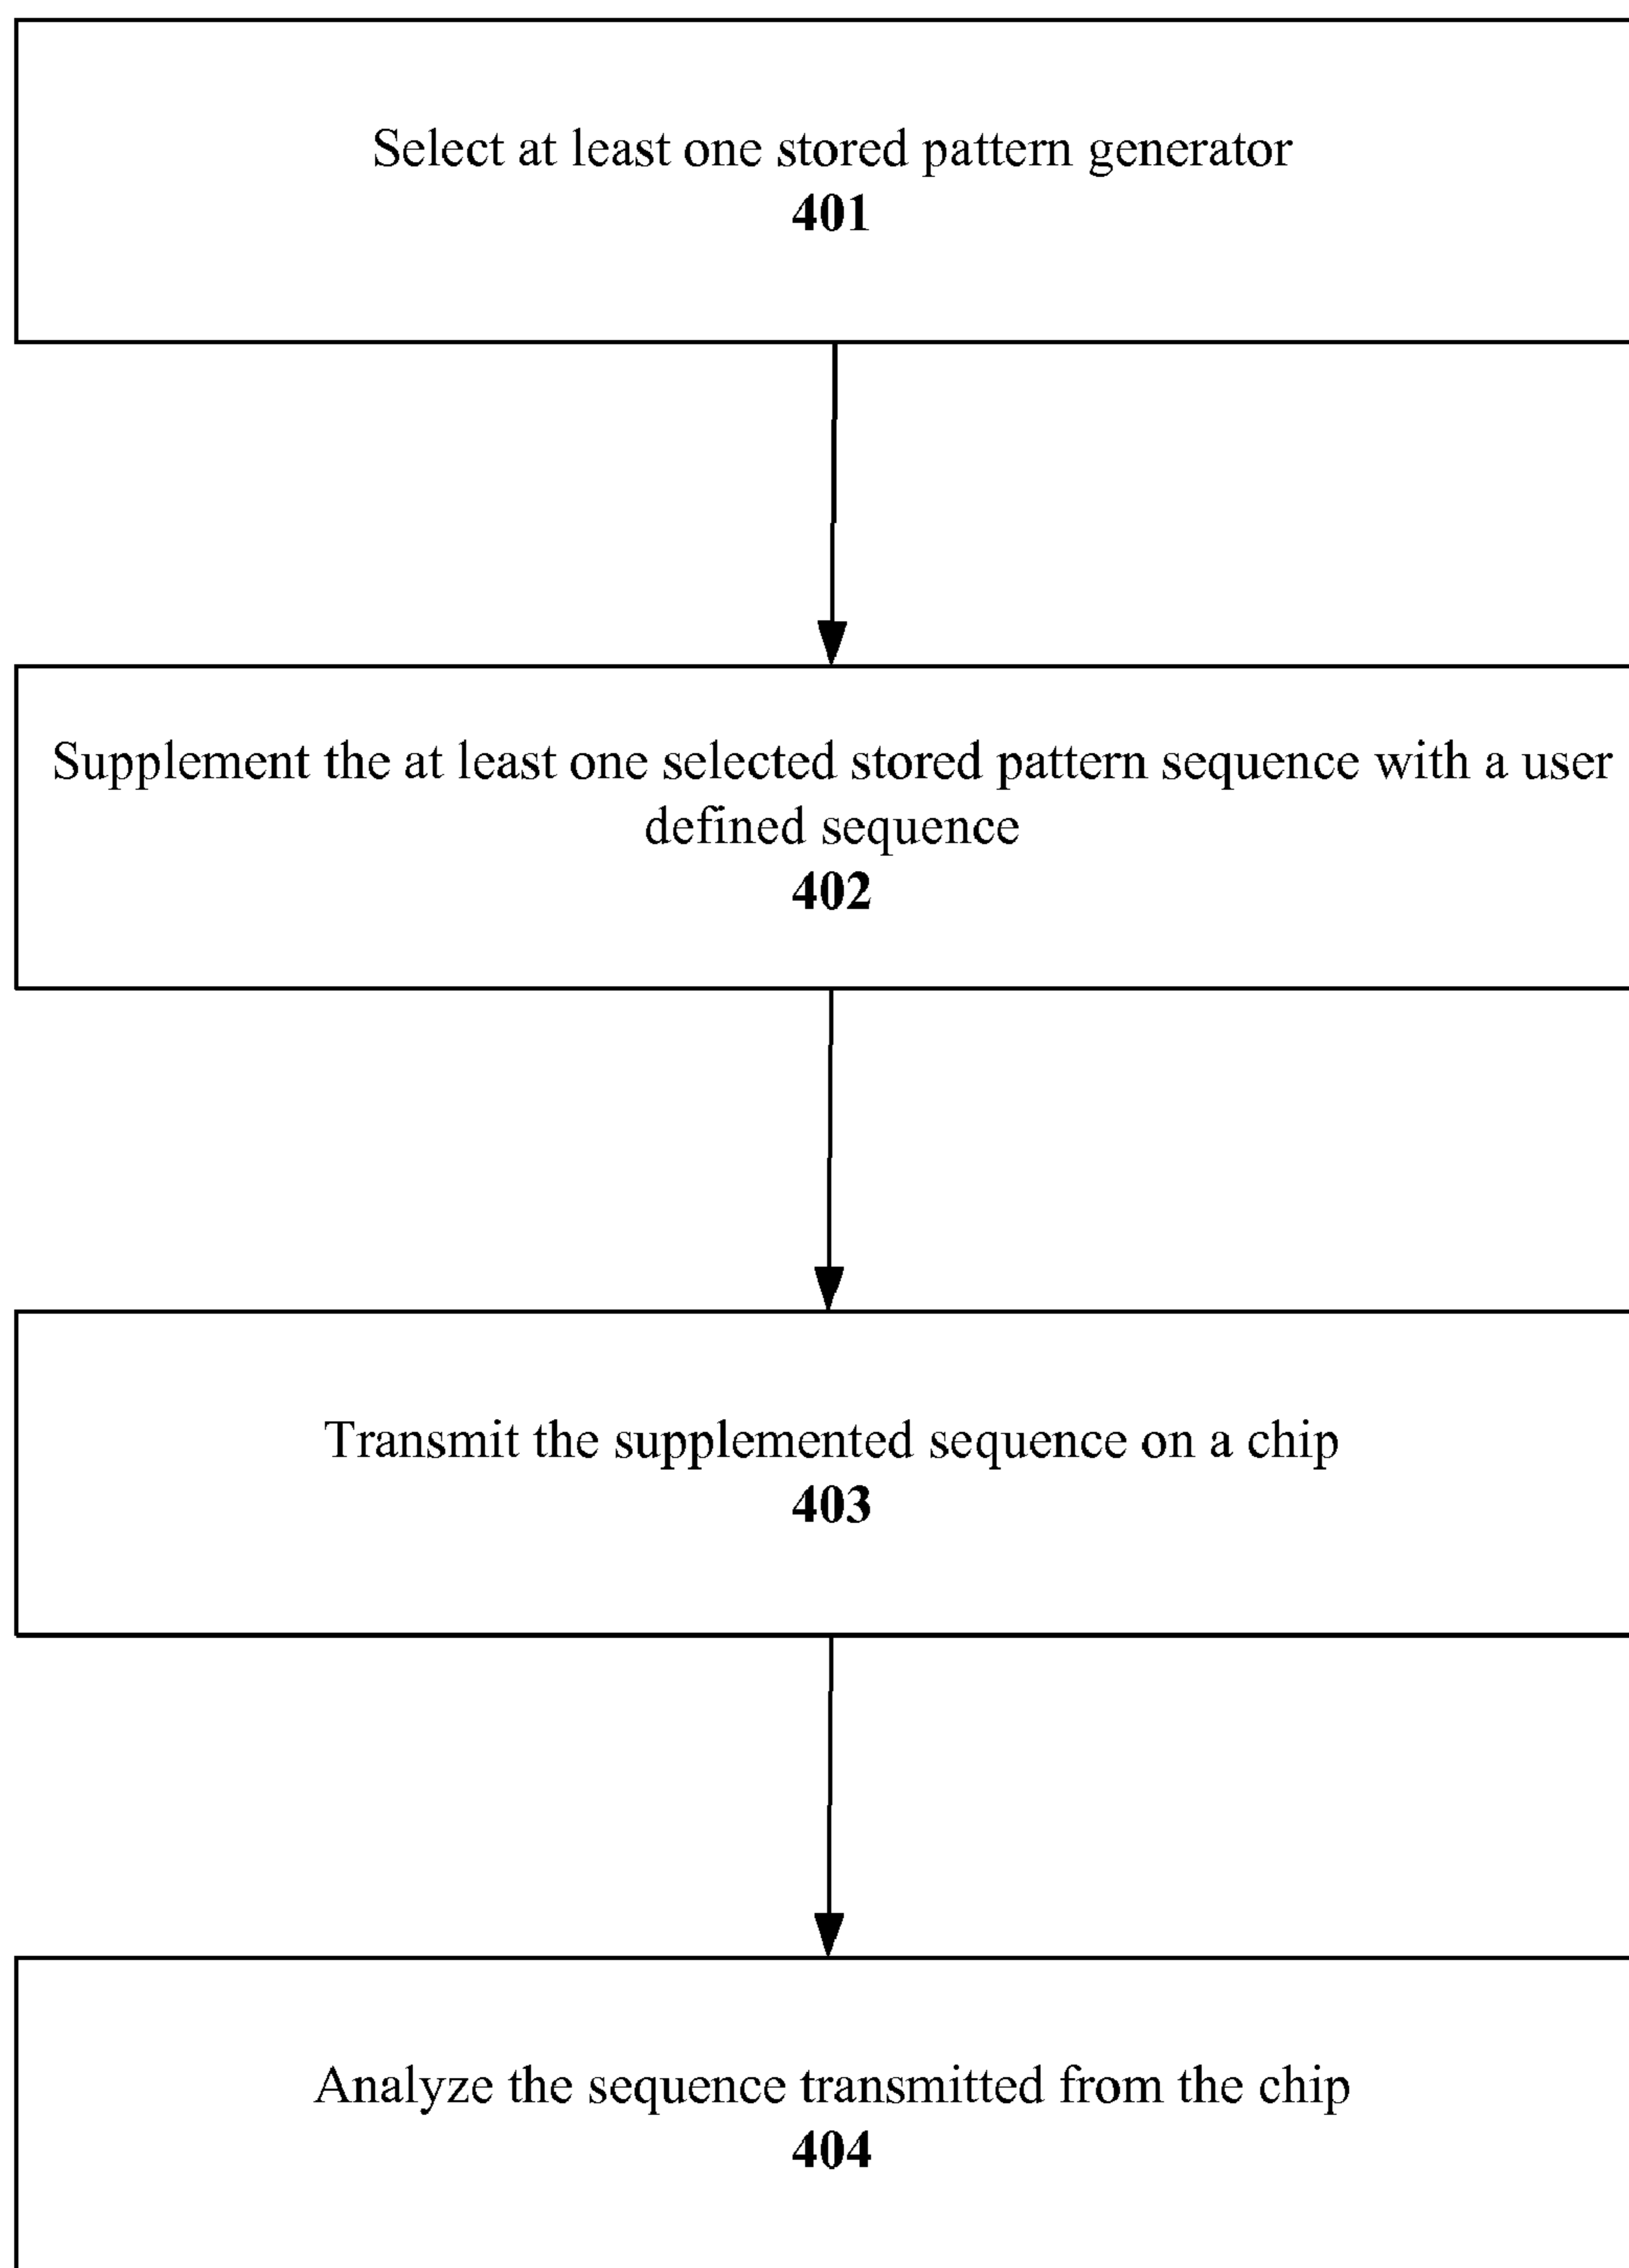 Select at least one stored pattern generator
401
Supplement the at least one selected stored pattern sequence with a user
defined sequence
402
Transmit the supplemented sequence on a chip
403
Analyze the sequence transmitted from the chip
404